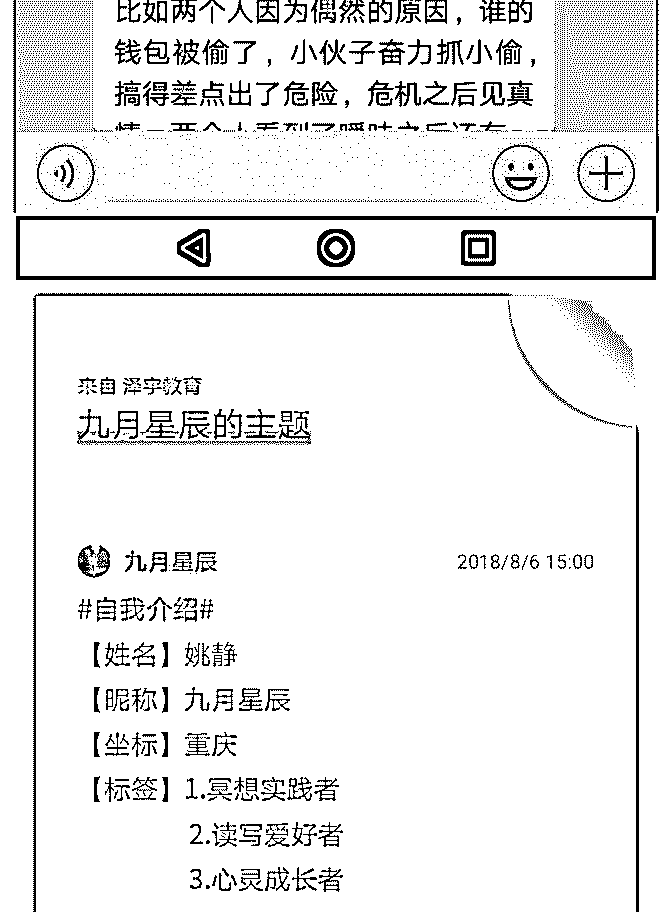 比如两个人因为偶然的原因，谁的
钱包被偷了，小伙子奋力抓小偷，
搞得差点出了危险，危机之后见真
来自 泽宇教育
九月星辰的主题
九月星辰
2018/8/6 15:00
#自我介绍#
【姓名】姚静
【昵称】九月星辰
【坐标】重庆
【标签】1.冥想实践者
2.读写爱好者
3.心灵成长者